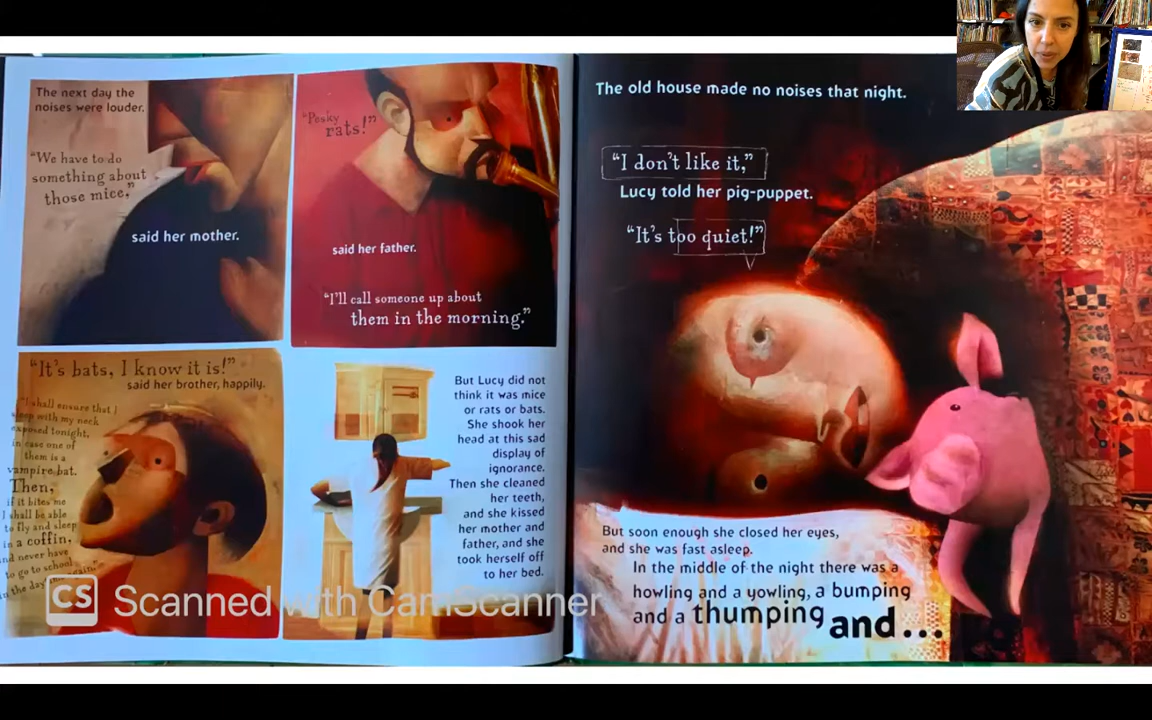 The next day the
noises were louder.
"We have to do
something about
those mice,"
said her mother.
"Pesky
rats!"
said her father.
"I'll call someone up about
them in the morning."
"It's bats, I know it is!"
said her brother, happily.
"I shall ensure that I
sleep with my neck
exposed tonight,
in case one of
them is a
vampire bat.
Then,
if it bites me
I shall be able
to fly and sleep
in a coffin,
and never have
to go to school
in the day again."
But Lucy did not
think it was mice
or rats or bats.
She shook her
head at this sad
display of
ignorance.
Then she cleaned
her teeth,
and she kissed
her mother and
father, and she
took herself off
to her bed.
The old house made no noises that night.
"I don't like it,"
Lucy told her pig-puppet.
"It's too quiet!"
But soon enough she closed her eyes,
and she was fast asleep.
In the middle of the night there was a
howling and a yowling, a bumping
and a thumping and...
CS Scanned with CamScanner